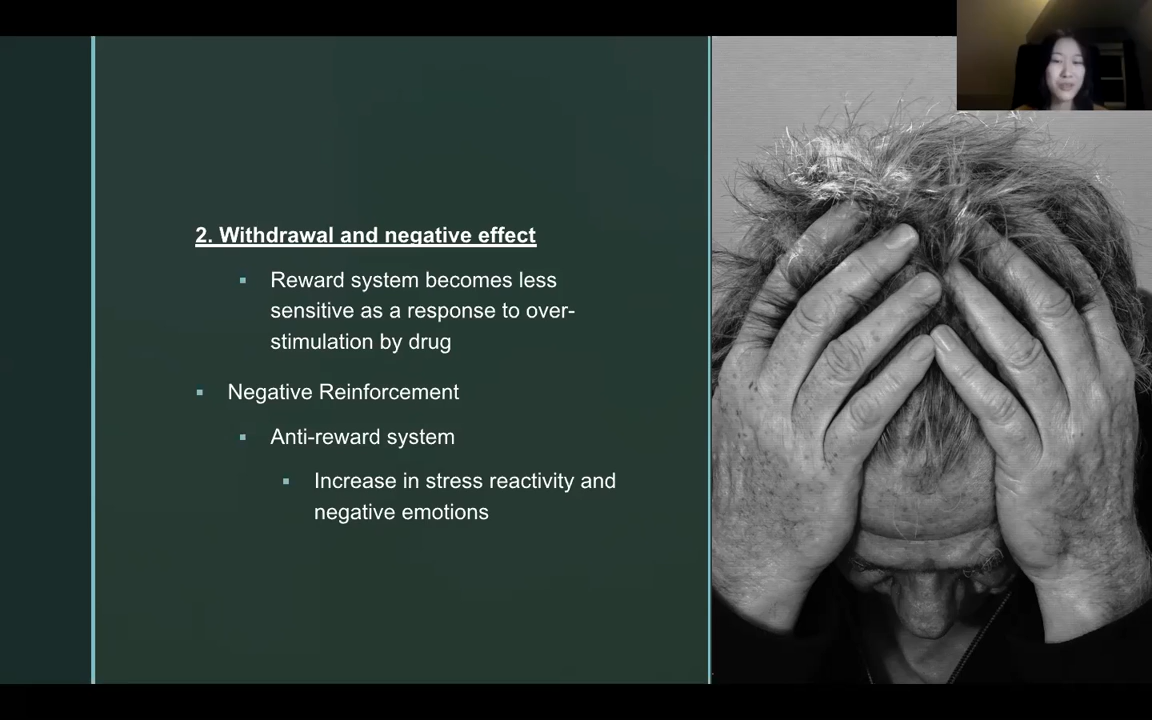 2. Withdrawal and negative effect
▪ Reward system becomes less
sensitive as a response to over-
stimulation by drug
▪ Negative Reinforcement
▪ Anti-reward system
▪ Increase in stress reactivity and
negative emotions